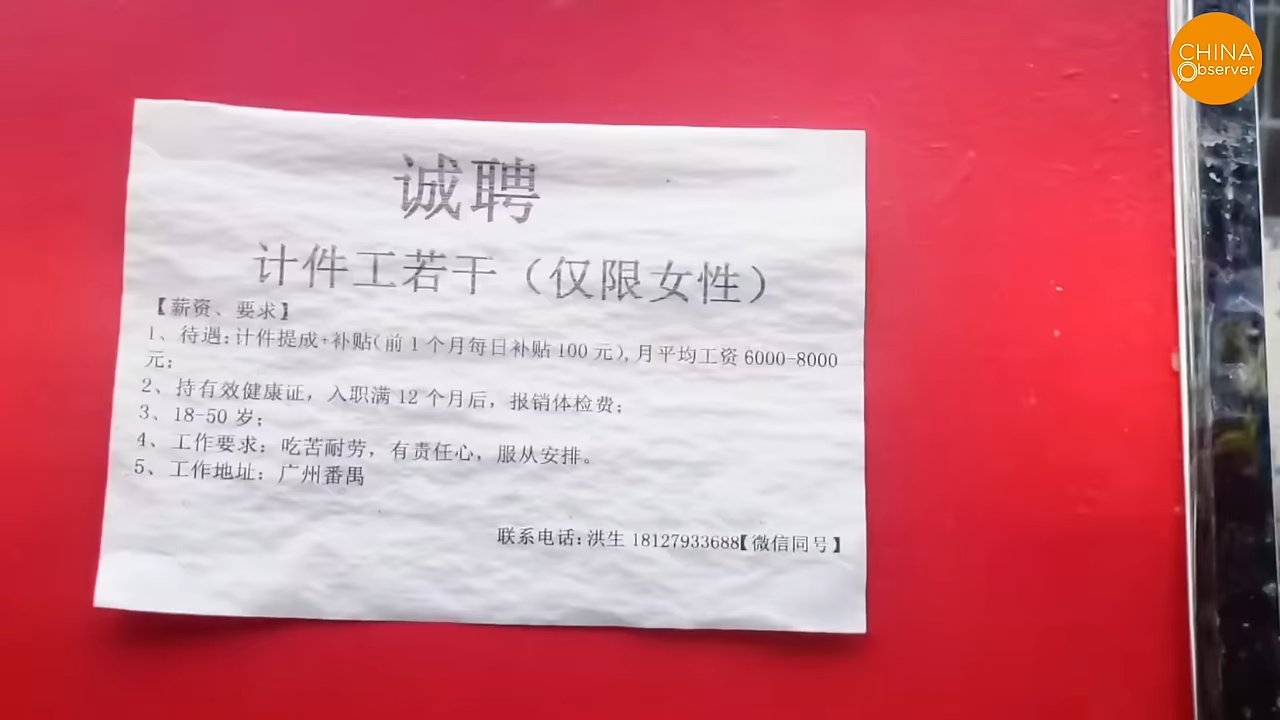 诚聘
计件工若干（仅限女性）
【薪资、要求】
1、待遇：计件提成+补贴（前1个月每日补贴100元），月平均工资6000-8000
元；
2、持有效健康证，入职满12个月后，报销体检费；
3、18-50岁；
4、工作要求：吃苦耐劳，有责任心，服从安排。
5、工作地址：广州番禺
联系电话：洪生 18127933688【微信同号】
CHINA
Observer